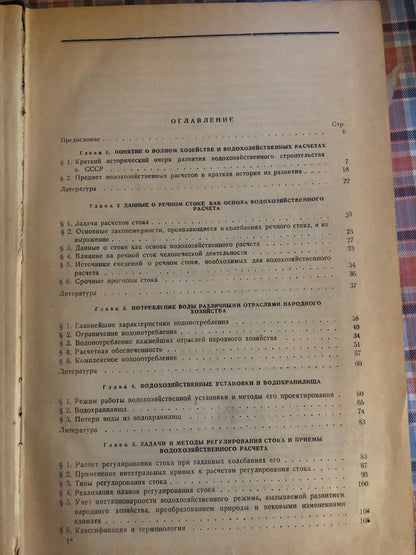 ОГЛАВЛЕНИЕ
Стр.
Предисловие 6
Глава 1. ПОНЯТИЕ О ВОДНОМ ХОЗЯЙСТВЕ И ВОДОХОЗЯЙСТВЕННЫХ РАСЧЕТАХ
§ 1. Краткий исторический очерк развития водохозяйственного строительства
в СССР 7
§ 2. Предмет водохозяйственных расчетов и краткая история их развития 18
Литература 22
Глава 2 ДАННЫЕ О РЕЧНОМ СТОКЕ КАК ОСНОВА ВОДОХОЗЯЙСТВЕННОГО
РАСЧЕТА
§ 1. Задачи расчетов стока 23
§ 2. Основные закономерности, проявляющиеся в колебаниях речного стока, и их
выражение 23
§ 3. Данные о стоке как основа водохозяйственного расчета 27
§ 4. Влияние на речной сток человеческой деятельности 33
§ 5. Источники сведений о речном стоке, необходимых для водохозяйственного
расчета 34
§ 6. Срочные прогнозы стока 36
Литература 37
Глава 3. ПОТРЕБЛЕНИЕ ВОДЫ РАЗЛИЧНЫМИ ОТРАСЛЯМИ НАРОДНОГО
ХОЗЯЙСТВА
§ 1. Главнейшие характеристики водопотребления 38
§ 2. Ограничение водопотребления 40
§ 3. Водопотребление важнейших отраслей народного хозяйства 34
§ 4. Расчетная обеспеченность 51
§ 5. Комплексное водопотребление 57
Литература 60
Глава 4. ВОДОХОЗЯЙСТВЕННЫЕ УСТАНОВКИ И ВОДОХРАНИЛИЩА
§ 1. Режим работы водохозяйственной установки и методы его проектирования 60
§ 2. Водохранилища 65
§ 3. Потери воды из водохранилищ 74
Литература 83
Глава 5. ЗАДАЧИ И МЕТОДЫ РЕГУЛИРОВАНИЯ СТОКА И ПРИЕМЫ
ВОДОХОЗЯЙСТВЕННОГО РАСЧЕТА
§ 1. Расчет регулирования стока при заданных колебаниях его 83
§ 2. Применение интегральных кривых к расчетам регулирования стока 87
§ 3. Типы регулирования стока 98
§ 4. Реализация планов регулирования стока 100
§ 5. Учет нестационарности водохозяйственного режима, вызываемой развитием
народного хозяйства, преобразованием природы и вековыми изменениями
климата 104
§ 6. Классификация и терминология 105
1*